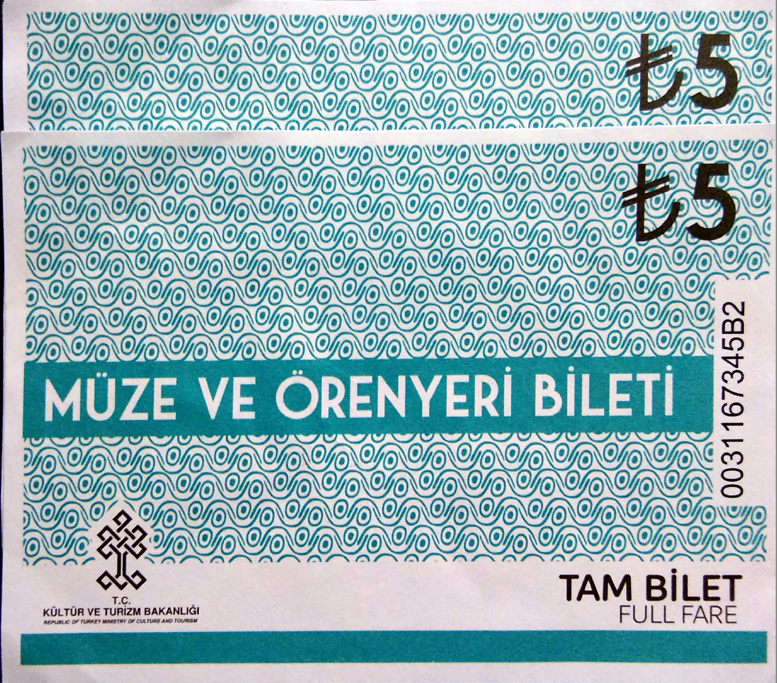 ₺5
₺5
MÜZE VE ÖRENYERİ BİLETİ
0031167345B2
T.C.
KÜLTÜR VE TURİZM BAKANLIĞI
REPUBLIC OF TURKEY MINISTRY OF CULTURE AND TOURISM
TAM BİLET
FULL FARE